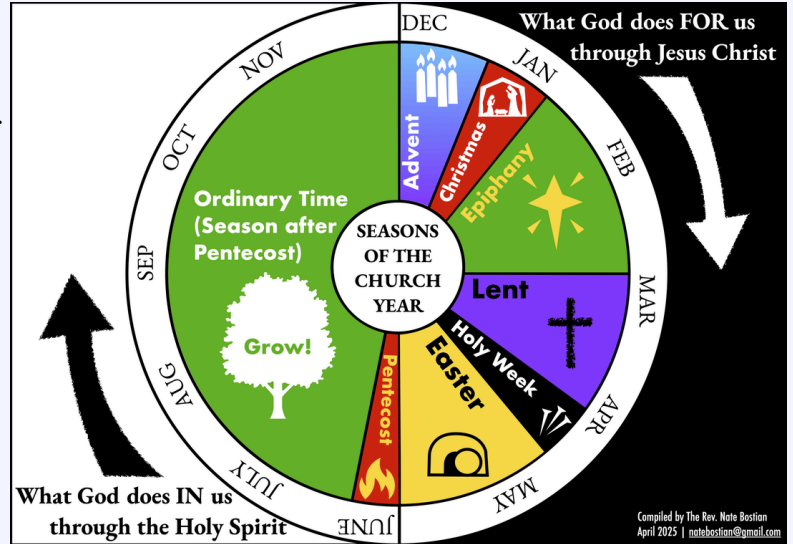 What God does FOR us
through Jesus Christ
DEC
JAN
FEB
MAR
APR
MAY
JUNE
JULY
AUG
SEP
OCT
NOV
SEASONS
OF THE
CHURCH
YEAR
Advent
Christmas
Epiphany
Lent
Holy Week
Easter
Pentecost
Ordinary Time
(Season after
Pentecost)
Grow!
What God does IN us
through the Holy Spirit
Compiled by The Rev. Nate Bostian
April 2025 | natebostian@gmail.com